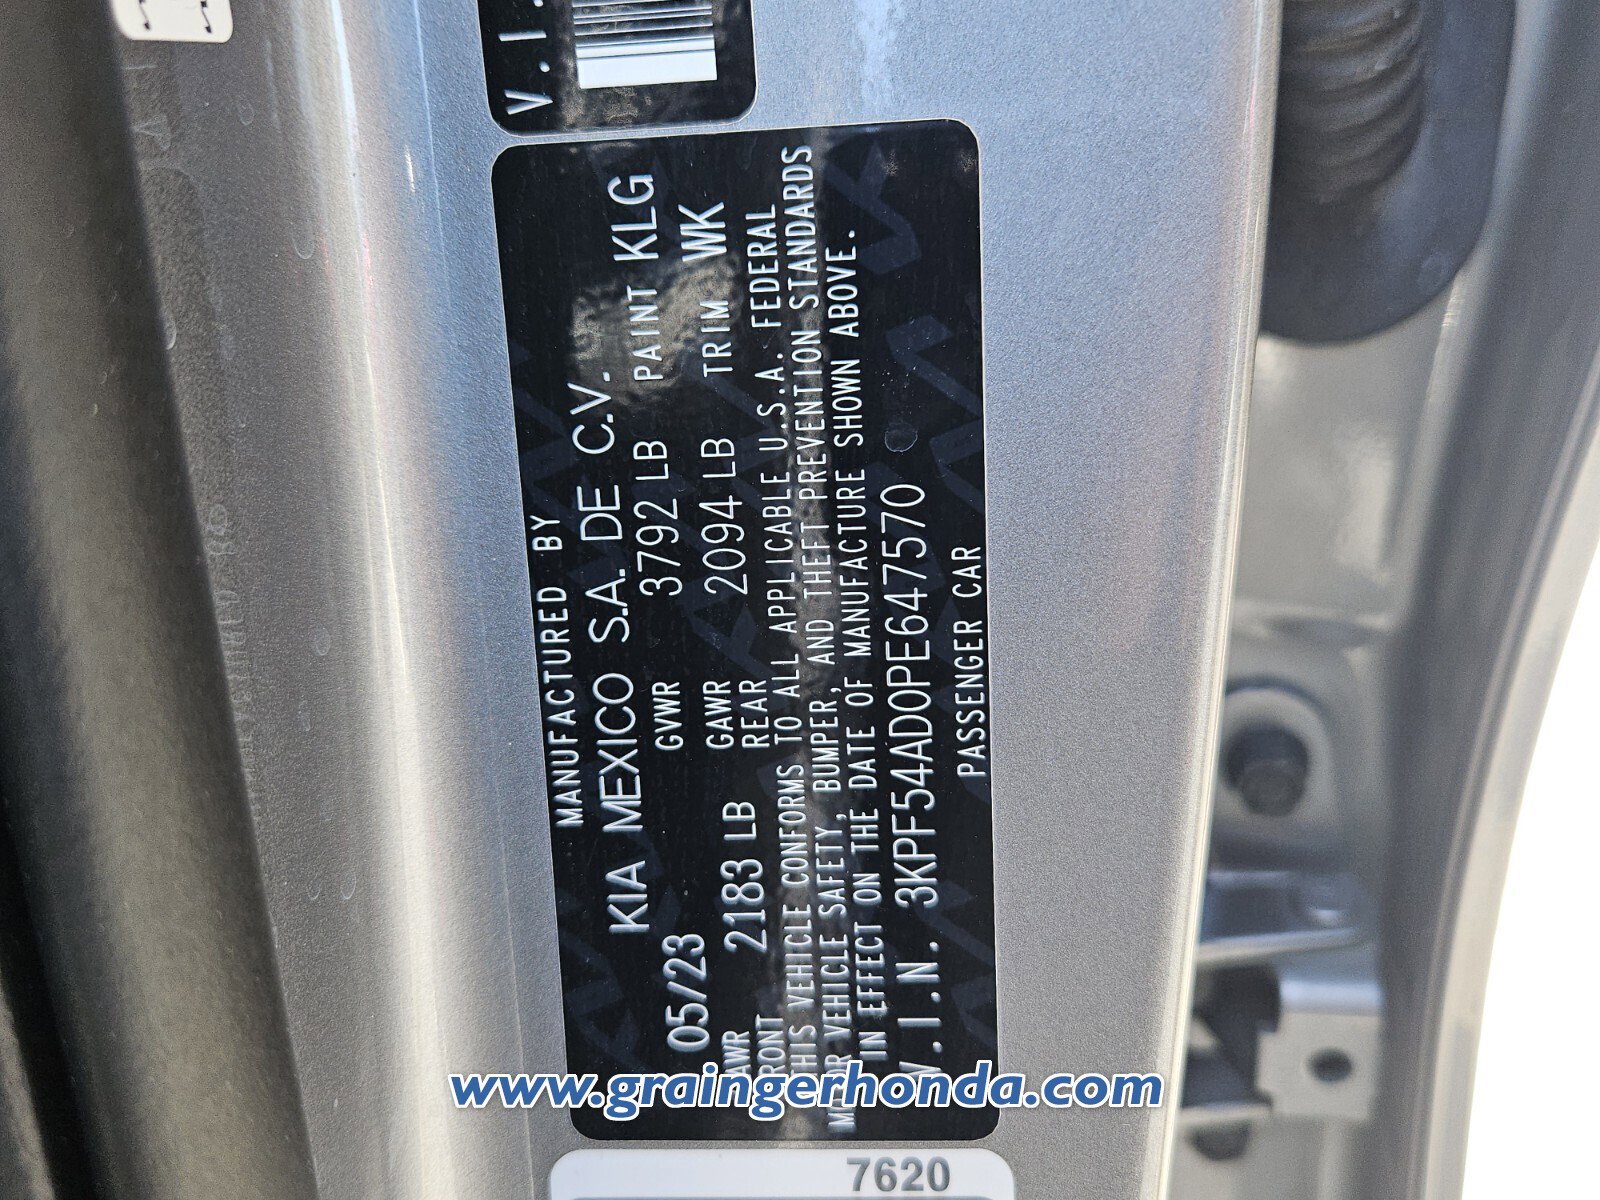 V.I.
MANUFACTURED BY
KIA MEXICO S.A. DE C.V.
05/23 GVWR 3792 LB PAINT KLG
GAWR 2183 LB GAWR 2094 LB TRIM WK
FRONT REAR
THIS VEHICLE CONFORMS TO ALL APPLICABLE U.S.A. FEDERAL
MOTOR VEHICLE SAFETY, BUMPER, AND THEFT PREVENTION STANDARDS
IN EFFECT ON THE DATE OF MANUFACTURE SHOWN ABOVE.
V.I.N. 3KPF54AD0PE647570
PASSENGER CAR
www.graingerhonda.com
7620